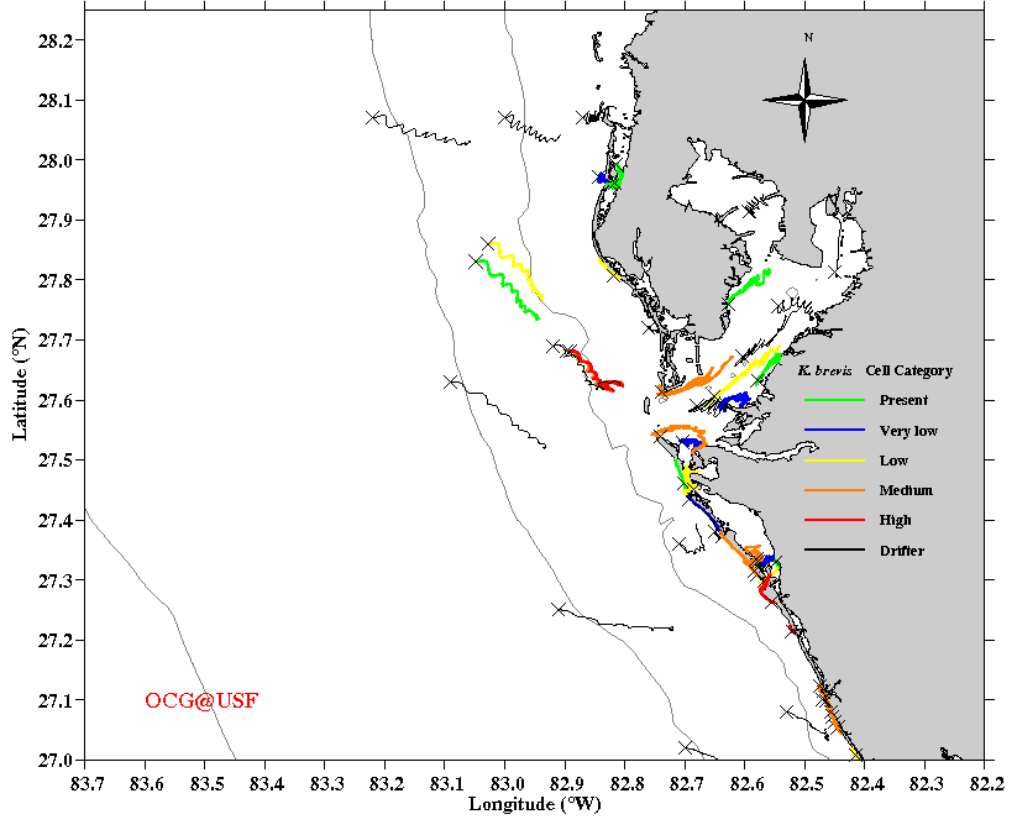 N
28.2
28.1
28.0
27.9
27.8
27.7
27.6
27.5
27.4
27.3
27.2
27.1
27.0
Latitude (°N)
K. brevis Cell Category
Present
Very low
Low
Medium
High
Drifter
OCG@USF
83.7 83.6 83.5 83.4 83.3 83.2 83.1 83.0 82.9 82.8 82.7 82.6 82.5 82.4 82.3 82.2
Longitude (°W)